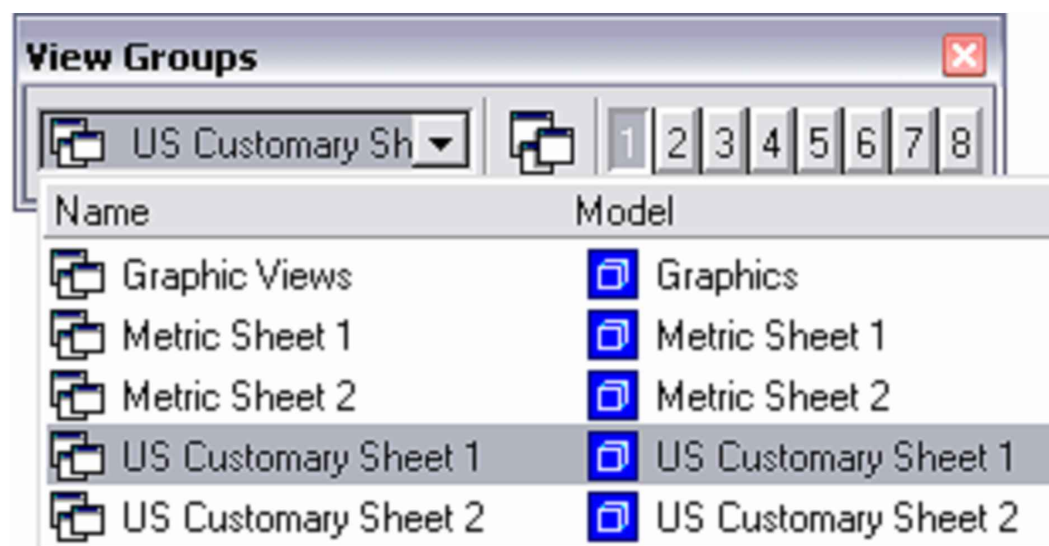 View Groups
US Customary Sh 1 2 3 4 5 6 7 8
Name Model
Graphic Views Graphics
Metric Sheet 1 Metric Sheet 1
Metric Sheet 2 Metric Sheet 2
US Customary Sheet 1 US Customary Sheet 1
US Customary Sheet 2 US Customary Sheet 2